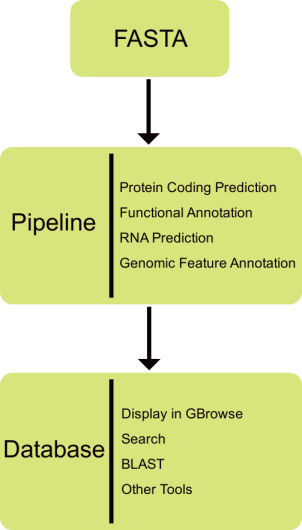 FASTA
Pipeline
Protein Coding Prediction
Functional Annotation
RNA Prediction
Genomic Feature Annotation
Database
Display in GBrowse
Search
BLAST
Other Tools